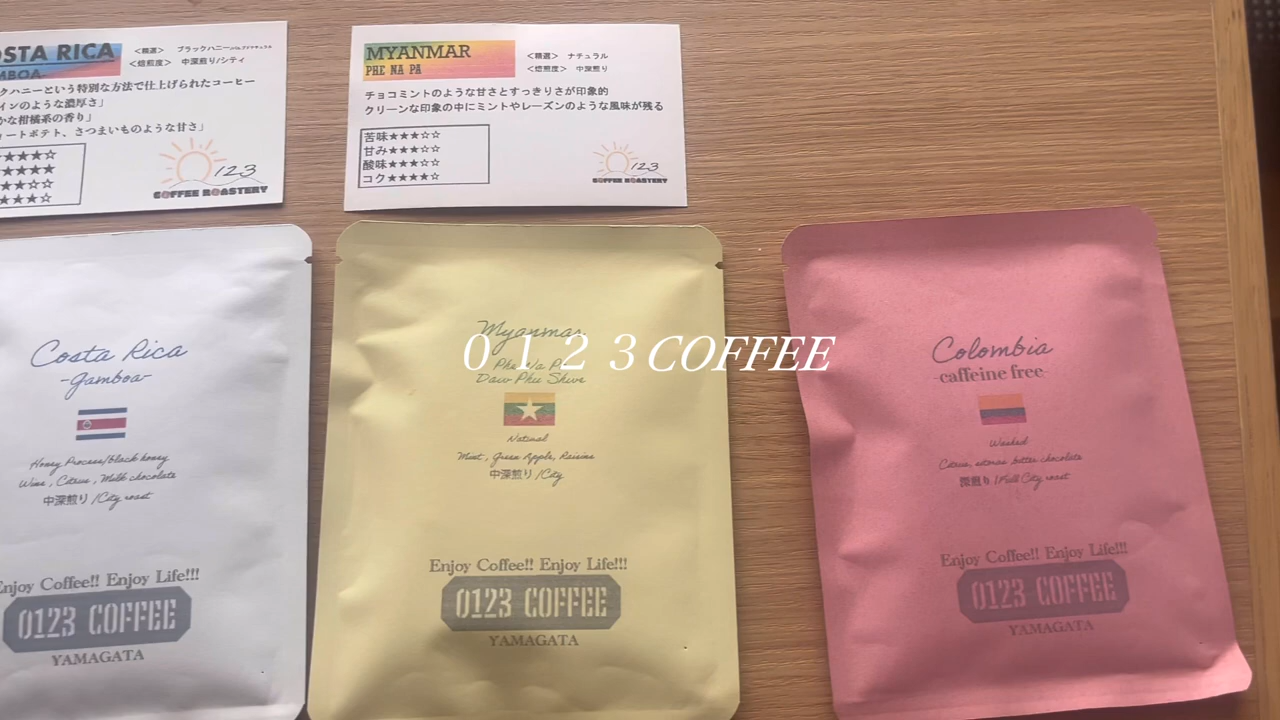 OSTA RICA
MBOA-
<精選> ブラックハニー
<焙煎度> 中深煎り/シティ
クハニーという特別な方法で仕上げられたコーヒー
インのような濃厚さ」
かな柑橘系の香り」
ートポテト、さつまいものような甘さ」
★★★★☆
★★★★
★★☆☆
★★★☆
123
COFFEE ROASTERY
MYANMAR
PHE NA PA
<精選> ナチュラル
<焙煎度> 中深煎り
チョコミントのような甘さとすっきりさが印象的
クリーンな印象の中にミントやレーズンのような風味が残る
苦味★★★☆☆
甘み★★★☆☆
酸味★★★☆☆
コク★★★★☆
123
COFFEE ROASTERY
Costa Rica
-Gamboa-
Honey Process/black honey
Wine, Citrus, Milk chocolate
中深煎り/City roast
Enjoy Coffee!! Enjoy Life!!!
0123 COFFEE
YAMAGATA
Myanmar
Phe Na Pa
Daw Phu Shwe
Natural
Mint, Green Apple, Raisins
中深煎り/City
Enjoy Coffee!! Enjoy Life!!!
0123 COFFEE
YAMAGATA
0 1 2 3 COFFEE
Colombia
-caffeine free-
Washed
Citrus, bitter chocolate
深煎り/Full City roast
Enjoy Coffee!! Enjoy Life!!!
0123 COFFEE
YAMAGATA